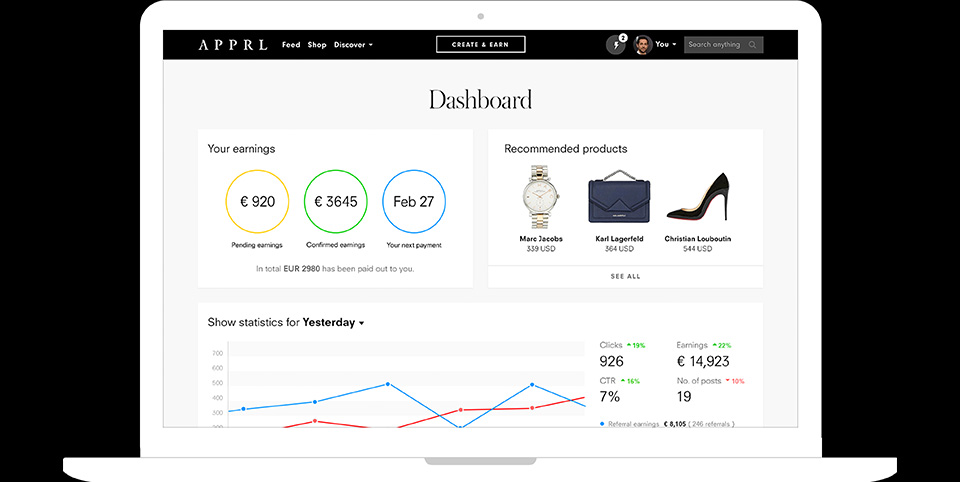 APPRL Feed Shop Discover CREATE & EARN 2 You Search anything
Dashboard
Your earnings
€ 920 € 3645 Feb 27
Pending earnings Confirmed earnings Your next payment
In total EUR 2980 has been paid out to you.
Recommended products
Marc Jacobs Karl Lagerfeld Christian Louboutin
339 USD 364 USD 544 USD
SEE ALL
Show statistics for Yesterday
700
600
500
400
300
200
Clicks 19% Earnings 22%
926 € 14,923
CTR 16% No. of posts 10%
7% 19
Referral earnings € 8,105 ( 246 referrals )